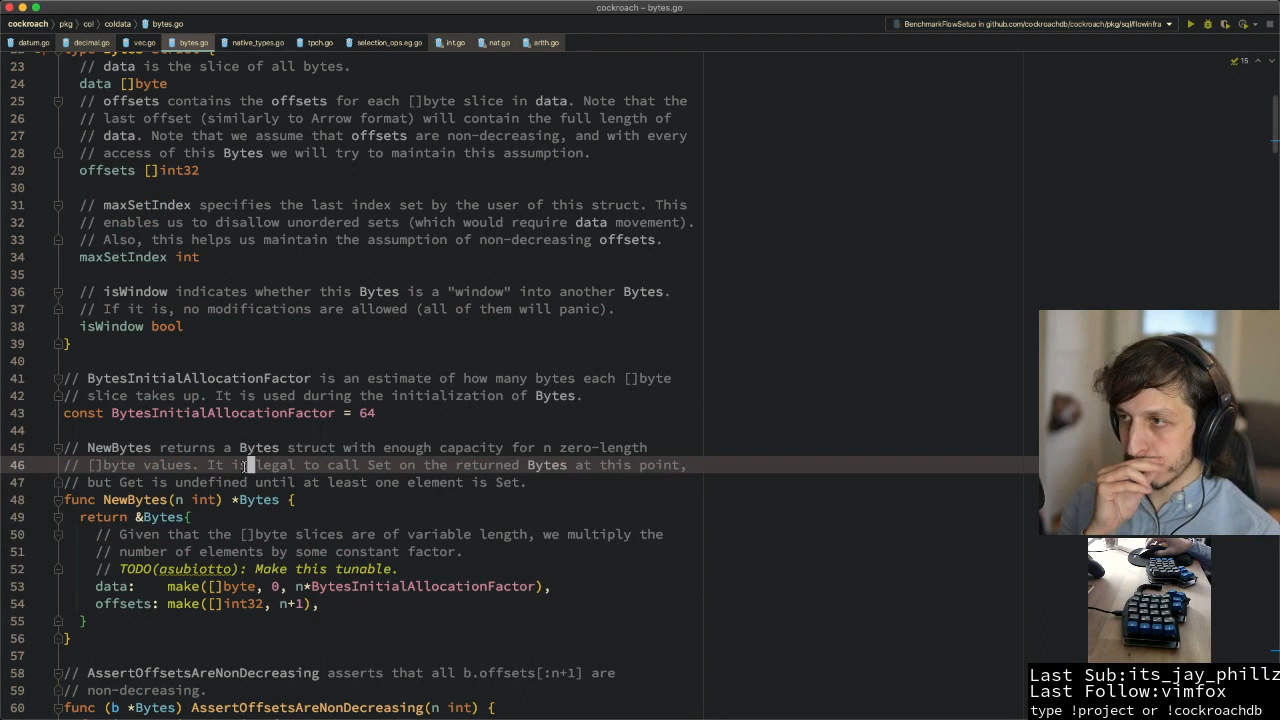 cockroach – bytes.go
cockroach › pkg › col › coldata › bytes.go
BenchmarkFlowSetup in github.com/cockroachdb/cockroach/pkg/sql/flowinfra
datum.go decimal.go vec.go bytes.go native_types.go tpch.go selection_ops.eg.go int.go nat.go arith.go
15
23 // data is the slice of all bytes.
24 data []byte
25 // offsets contains the offsets for each []byte slice in data. Note that the
26 // last offset (similarly to Arrow format) will contain the full length of
27 // data. Note that we assume that offsets are non-decreasing, and with every
28 // access of this Bytes we will try to maintain this assumption.
29 offsets []int32
30
31 // maxSetIndex specifies the last index set by the user of this struct. This
32 // enables us to disallow unordered sets (which would require data movement).
33 // Also, this helps us maintain the assumption of non-decreasing offsets.
34 maxSetIndex int
35
36 // isWindow indicates whether this Bytes is a "window" into another Bytes.
37 // If it is, no modifications are allowed (all of them will panic).
38 isWindow bool
39 }
40
41 // BytesInitialAllocationFactor is an estimate of how many bytes each []byte
42 // slice takes up. It is used during the initialization of Bytes.
43 const BytesInitialAllocationFactor = 64
44
45 // NewBytes returns a Bytes struct with enough capacity for n zero-length
46 // []byte values. It is legal to call Set on the returned Bytes at this point,
47 // but Get is undefined until at least one element is Set.
48 func NewBytes(n int) *Bytes {
49 return &Bytes{
50 // Given that the []byte slices are of variable length, we multiply the
51 // number of elements by some constant factor.
52 // TODO(asubiotto): Make this tunable.
53 data: make([]byte, 0, n*BytesInitialAllocationFactor),
54 offsets: make([]int32, n+1),
55 }
56 }
57
58 // AssertOffsetsAreNonDecreasing asserts that all b.offsets[:n+1] are
59 // non-decreasing.
60 func (b *Bytes) AssertOffsetsAreNonDecreasing(n int) {
Last Sub:its_jay_phillz
Last Follow:vimfox
type !project or !cockroachdb